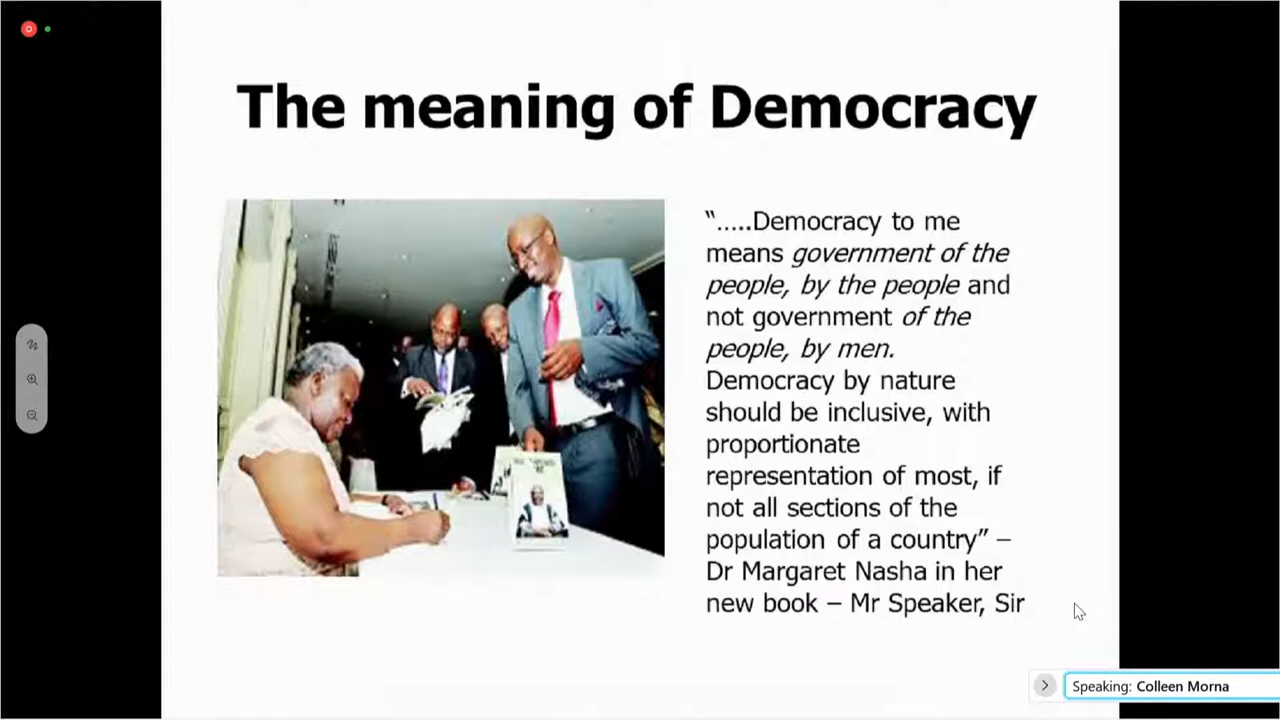 The meaning of Democracy
“…..Democracy to me
means government of the
people, by the people and
not government of the
people, by men.
Democracy by nature
should be inclusive, with
proportionate
representation of most, if
not all sections of the
population of a country” –
Dr Margaret Nasha in her
new book – Mr Speaker, Sir
Speaking: Colleen Morna